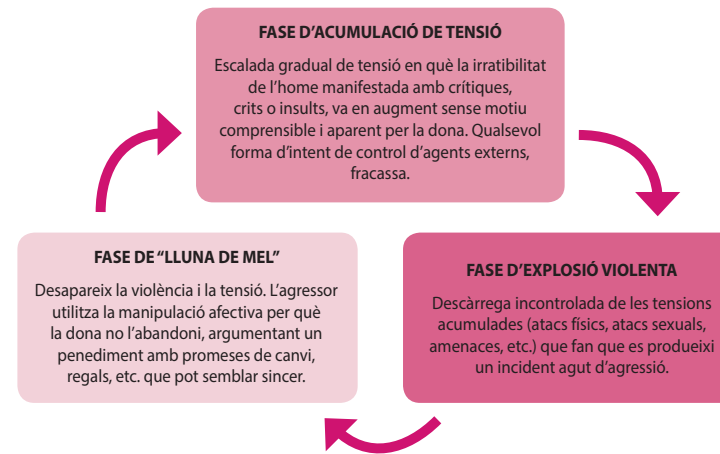 FASE D'ACUMULACIÓ DE TENSIÓ
Escalada gradual de tensió en què la irratibilitat
de l'home manifestada amb crítiques,
crits o insults, va en augment sense motiu
comprensible i aparent per la dona. Qualsevol
forma d'intent de control d'agents externs,
fracassa.
FASE DE “LLUNA DE MEL”
Desapareix la violència i la tensió. L'agressor
utilitza la manipulació afectiva per què
la dona no l'abandoni, argumentant un
penediment amb promeses de canvi,
regals, etc. que pot semblar sincer.
FASE D'EXPLOSIÓ VIOLENTA
Descàrrega incontrolada de les tensions
acumulades (atacs físics, atacs sexuals,
amenaces, etc.) que fan que es produeixi
un incident agut d'agressió.